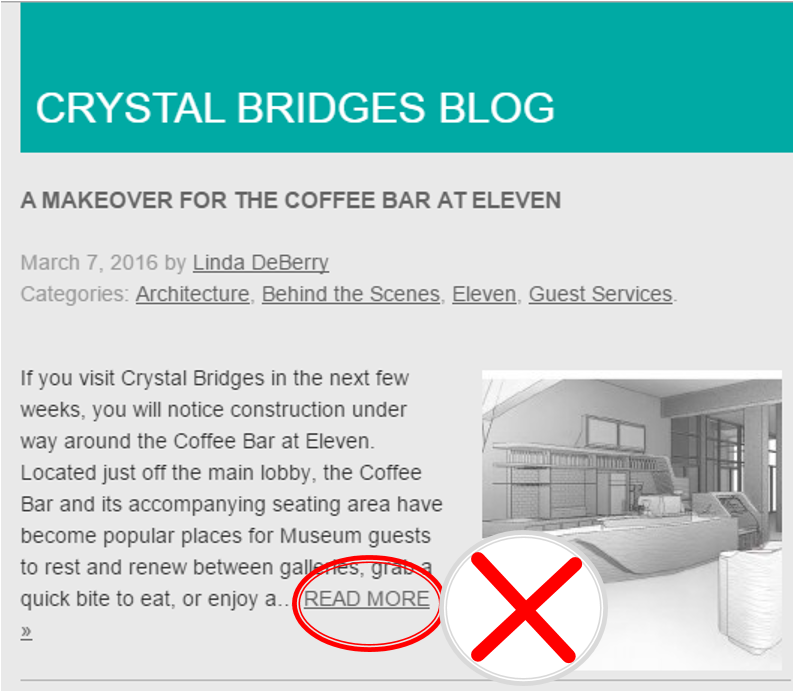 CRYSTAL BRIDGES BLOG
A MAKEOVER FOR THE COFFEE BAR AT ELEVEN
March 7, 2016 by Linda DeBerry
Categories: Architecture, Behind the Scenes, Eleven, Guest Services.
If you visit Crystal Bridges in the next few
weeks, you will notice construction under
way around the Coffee Bar at Eleven.
Located just off the main lobby, the Coffee
Bar and its accompanying seating area have
become popular places for Museum guests
to rest and renew between galleries, grab a
quick bite to eat, or enjoy a... READ MORE
»